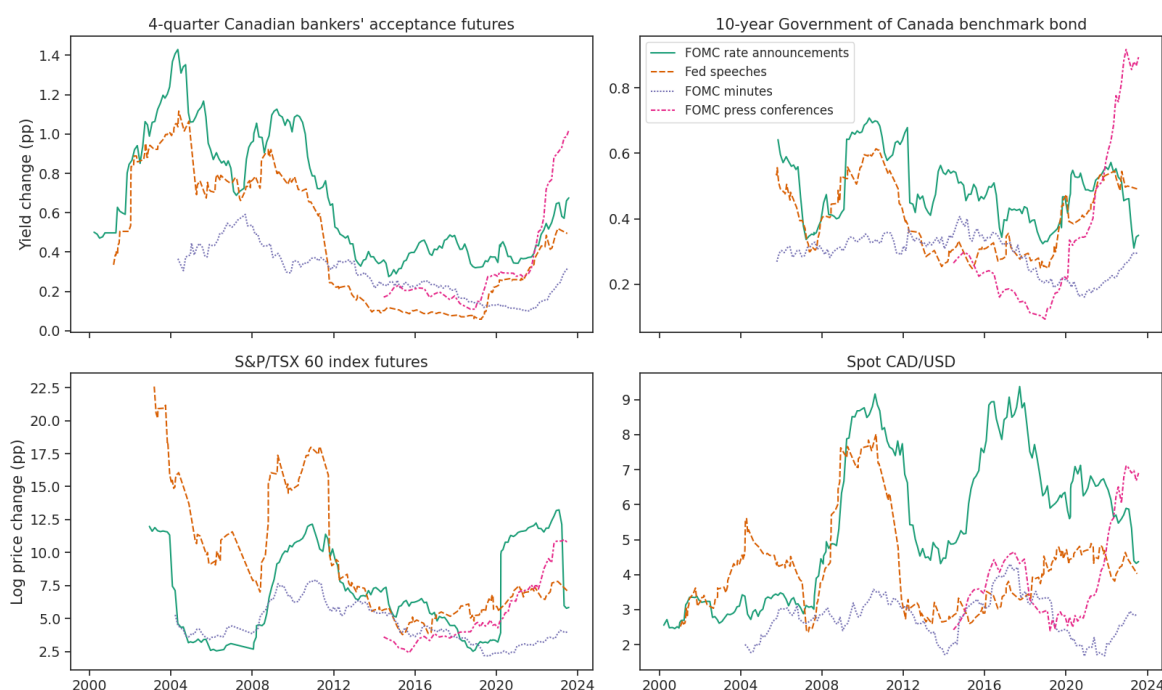 4-quarter Canadian bankers' acceptance futures
Yield change (pp)
1.4
1.2
1.0
0.8
0.6
0.4
0.2
0.0
10-year Government of Canada benchmark bond
FOMC rate announcements
Fed speeches
FOMC minutes
FOMC press conferences
0.8
0.6
0.4
0.2
S&P/TSX 60 index futures
Log price change (pp)
22.5
20.0
17.5
15.0
12.5
10.0
7.5
5.0
2.5
2000 2004 2008 2012 2016 2020 2024
Spot CAD/USD
9
8
7
6
5
4
3
2
2000 2004 2008 2012 2016 2020 2024